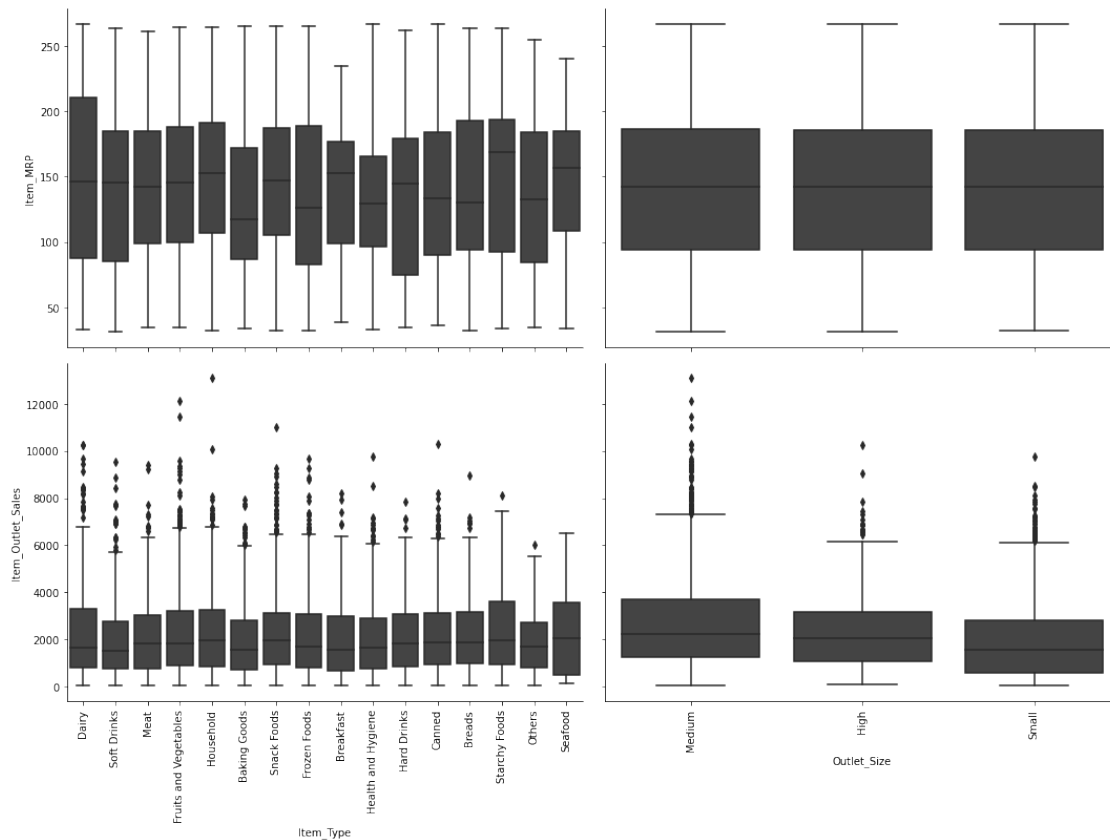 250
200
150
100
50
Item_MRP
12000
10000
8000
6000
4000
2000
0
Item_Outlet_Sales
Dairy
Soft Drinks
Meat
Fruits and Vegetables
Household
Baking Goods
Snack Foods
Frozen Foods
Breakfast
Health and Hygiene
Hard Drinks
Canned
Breads
Starchy Foods
Others
Seafood
Item_Type
Medium
High
Small
Outlet_Size